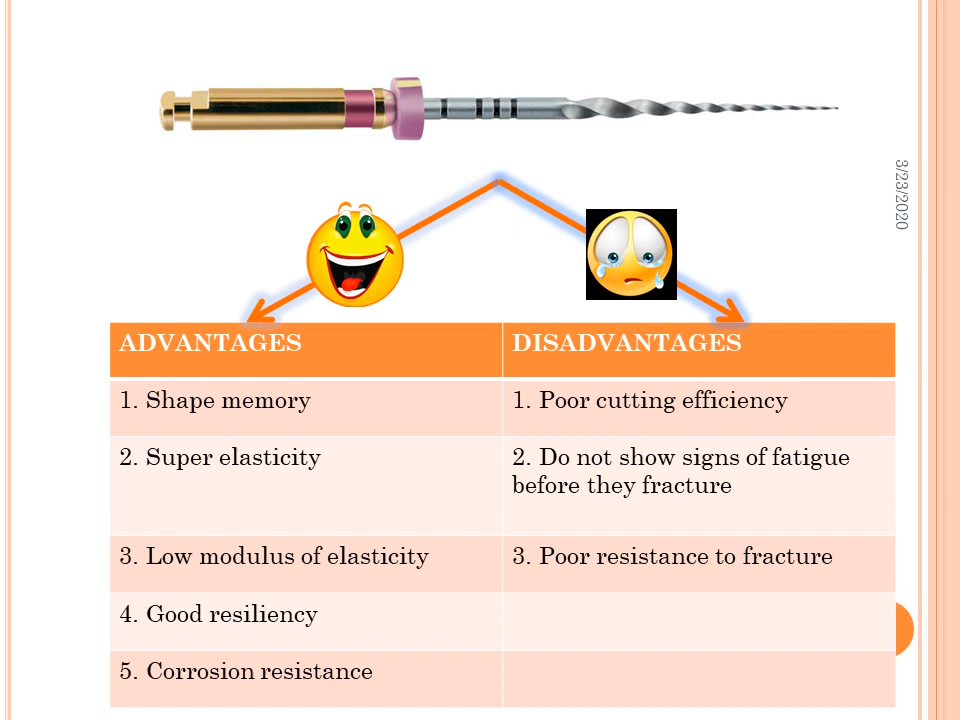 3/23/2020
ADVANTAGES
DISADVANTAGES
1. Shape memory
1. Poor cutting efficiency
2. Super elasticity
2. Do not show signs of fatigue
before they fracture
3. Low modulus of elasticity
3. Poor resistance to fracture
4. Good resiliency
5. Corrosion resistance